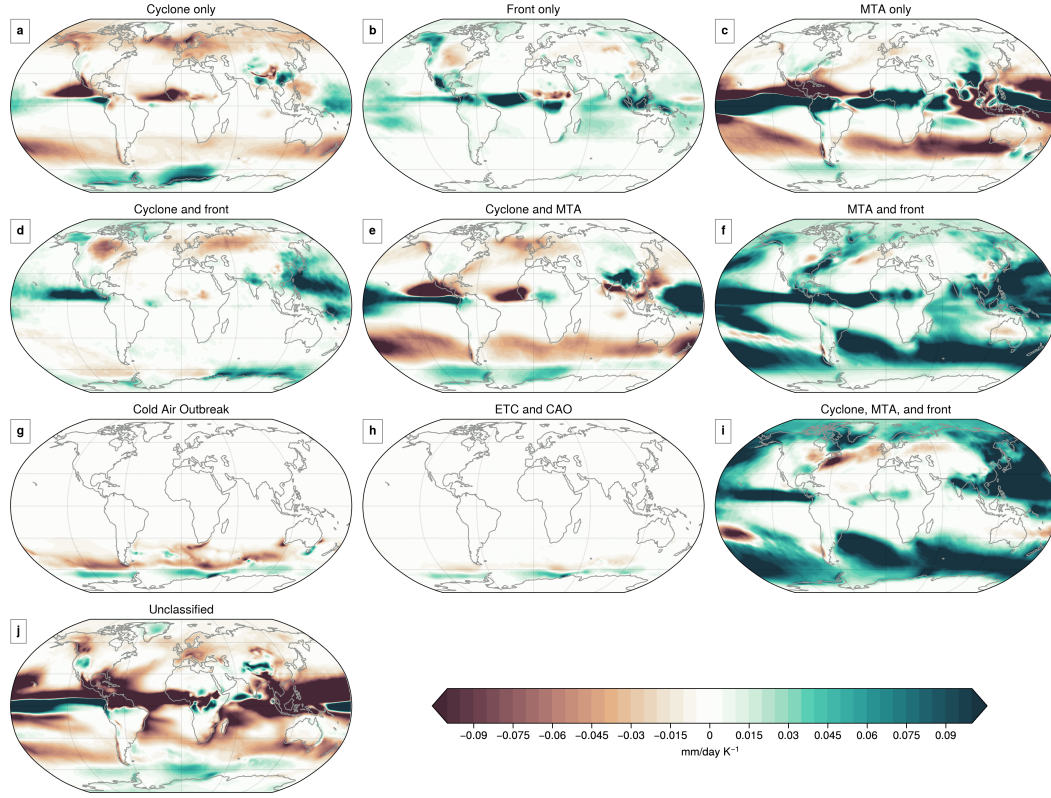 Cyclone only
Front only
MTA only
a
b
c
Cyclone and front
Cyclone and MTA
MTA and front
d
e
f
Cold Air Outbreak
ETC and CAO
Cyclone, MTA, and front
g
h
i
Unclassified
j
−0.09 −0.075 −0.06 −0.045 −0.03 −0.015 0 0.015 0.03 0.045 0.06 0.075 0.09
mm/day K⁻¹